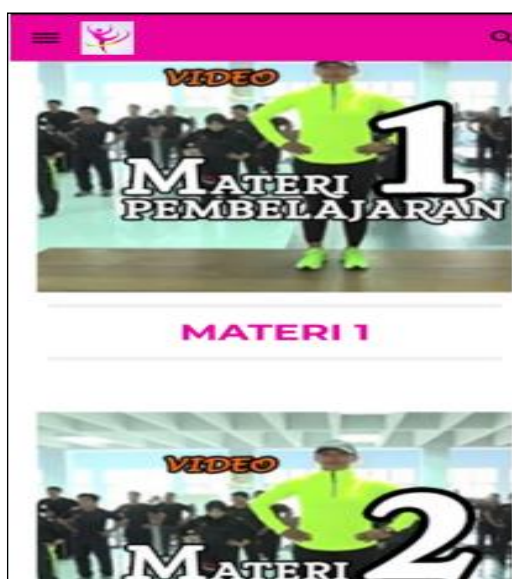 VIDEO
MATERI 1
PEMBELAJARAN
MATERI 1
VIDEO
MATERI 2